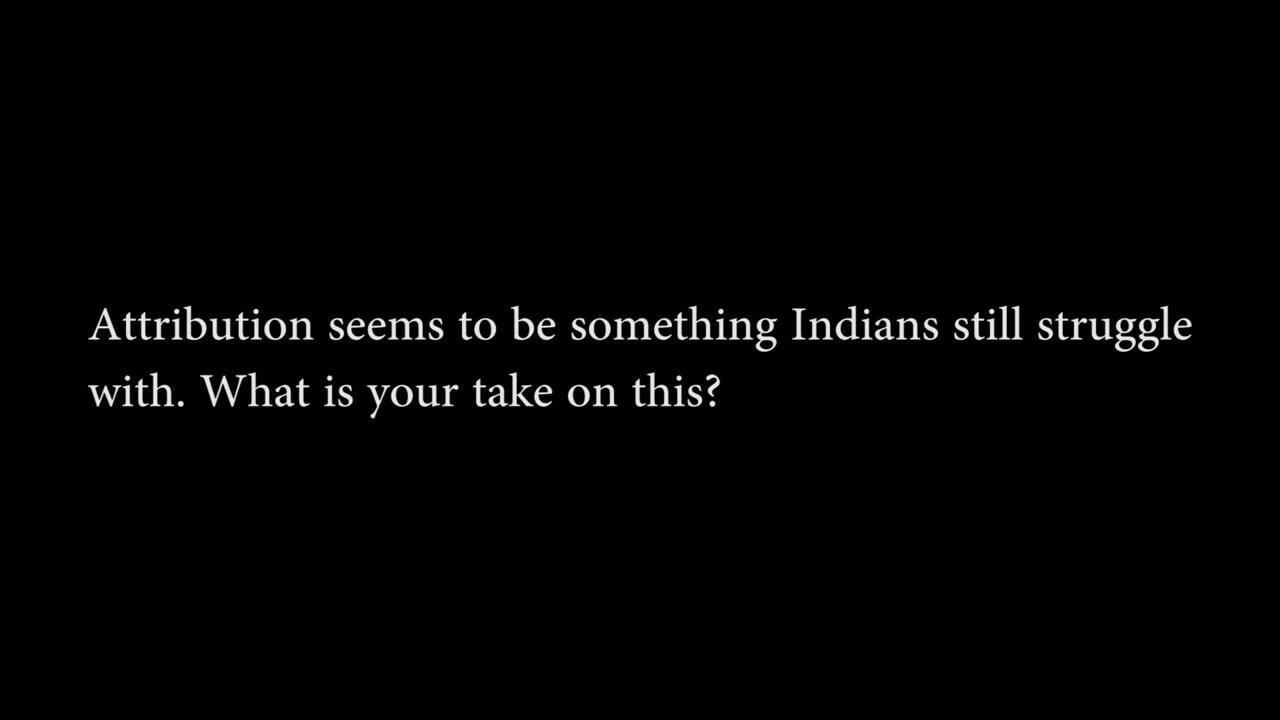 Attribution seems to be something Indians still struggle
with. What is your take on this?